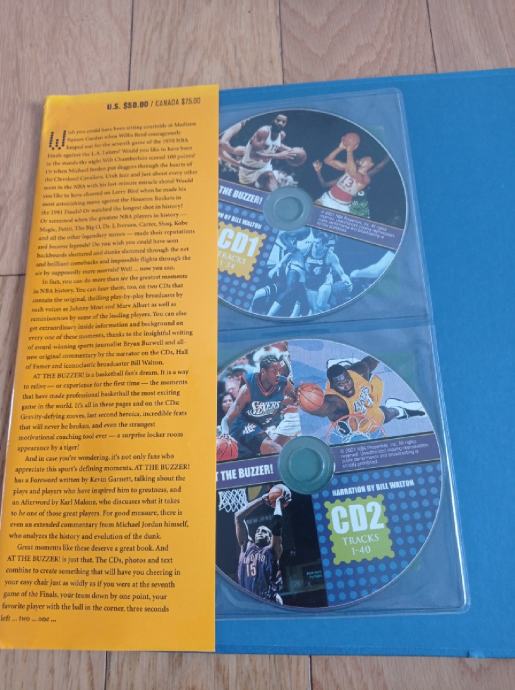 U.S. $50.00 / CANADA $75.00
Wish you could have been sitting courtside at Madison
Square Garden when Willis Reed courageously
limped out for the seventh game of the 1970 NBA
Finals against the L.A. Lakers? Would you like to have been
in the stands the night Wilt Chamberlain scored 100 points?
Or when Michael Jordan put daggers through the hearts of
the Cleveland Cavaliers, Utah Jazz and just about every other
team in the NBA with his last-minute miracle shots? Would
you like to have cheered on Larry Bird when he made his
most astonishing move against the Houston Rockets in
the 1981 Finals? Or watched the longest shot in history?
Or screamed when the greatest NBA players in history —
Magic, Pettit, The Big O, Dr. J, Iverson, Carter, Shaq, Kobe
and all the other legendary names — made their reputations
and became legends? Do you wish you could have seen
backboards shattered and dunks slammed through the net
and brilliant comebacks and impossible flights through the
air by supposedly mere mortals? Well ... now you can.
In fact, you can do more than see the greatest moments
in NBA history. You can hear them, too, on two CDs that
contain the original, thrilling play-by-play broadcast by
such voices as Johnny Most and Marv Albert as well as
reminiscences by some of the leading players. You can also
get extraordinary inside information and background on
every one of these moments, thanks to the insightful writing
of award-winning sports journalist Bryan Burwell and all-
new original commentary by the narrator on the CDs, Hall
of Famer and iconoclastic broadcaster Bill Walton.
AT THE BUZZER! is a basketball fan's dream. It is a way
to relive — or experience for the first time — the moments
that have made professional basketball the most exciting
game in the world. It's all in these pages and on the CDs:
Gravity-defying moves, last second heroics, incredible feats
that will never be broken, and even the strangest
motivational coaching tool ever — a surprise locker room
appearance by a tiger!
And in case you're wondering, it's not only fans who
appreciate this sport's defining moments. AT THE BUZZER!
has a Foreword written by Kevin Garnett, talking about the
plays and players who have inspired him to greatness, and
an Afterword by Karl Malone, who discusses what it takes
to be one of those great players. For good measure, there is
even an extended commentary from Michael Jordan himself,
who analyzes the history and evolution of the dunk.
Great moments like these deserve a great book. And
AT THE BUZZER! is just that. The CDs, photos and text
combine to create something that will have you cheering in
your easy chair just as wildly as if you were at the seventh
game of the Finals, your team down by one point, your
favorite player with the ball in the corner, three seconds
left ... two ... one ...
THE BUZZER!
ON BY BILL WALTON
CD1
TRACKS
SIXERS
AT THE BUZZER!
NARRATION BY BILL WALTON
CD2
TRACKS
1-40
15